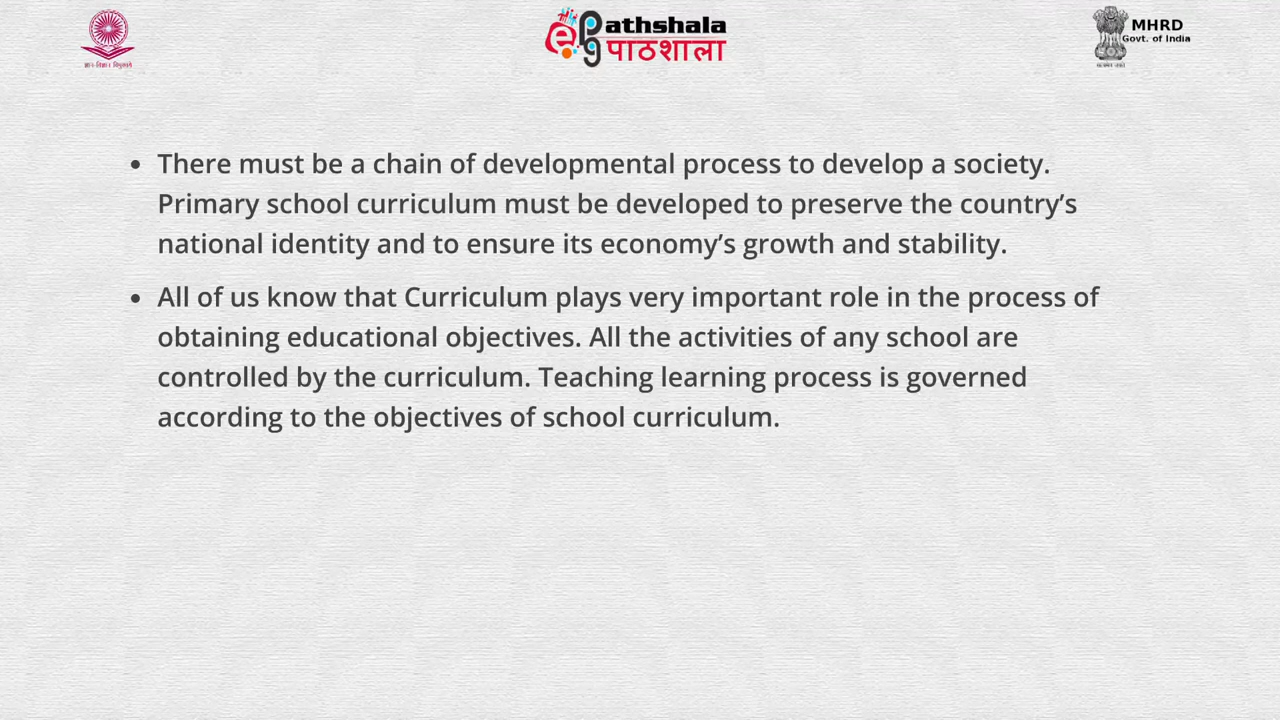 ज्ञान-विज्ञान विमुक्तये
ePathshala
पाठशाला
MHRD
Govt. of India
सत्यमेव जयते
• There must be a chain of developmental process to develop a society.
Primary school curriculum must be developed to preserve the country’s
national identity and to ensure its economy’s growth and stability.
• All of us know that Curriculum plays very important role in the process of
obtaining educational objectives. All the activities of any school are
controlled by the curriculum. Teaching learning process is governed
according to the objectives of school curriculum.